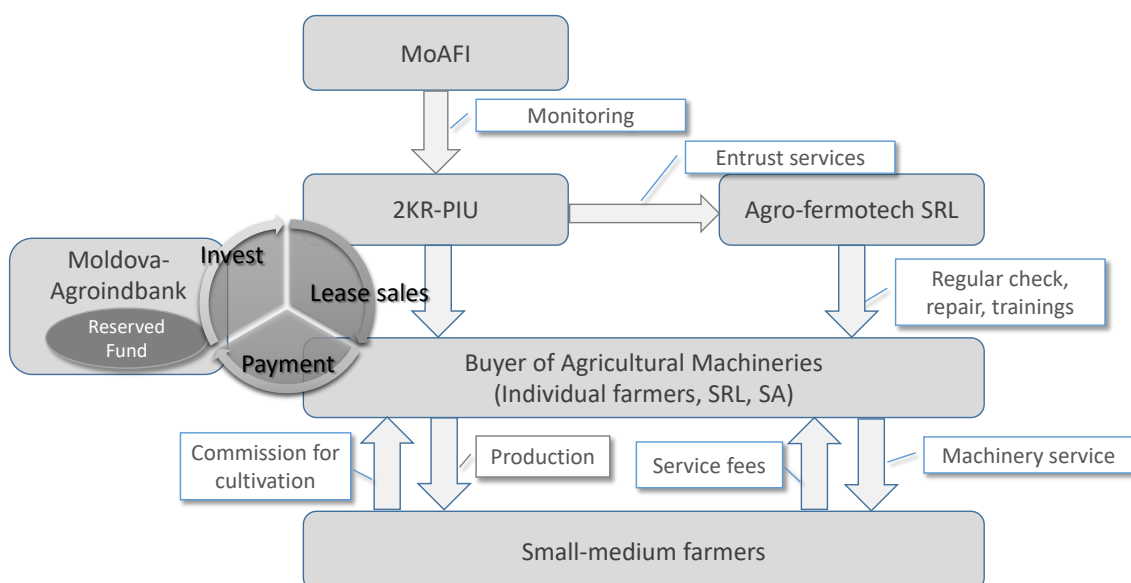 MoAFI
Monitoring
Entrust services
2KR-PIU
Agro-fermotech SRL
Moldova-
Agroindbank
Reserved
Fund
Invest
Lease sales
Payment
Regular check,
repair, trainings
Buyer of Agricultural Machineries
(Individual farmers, SRL, SA)
Commission for
cultivation
Production
Service fees
Machinery service
Small-medium farmers